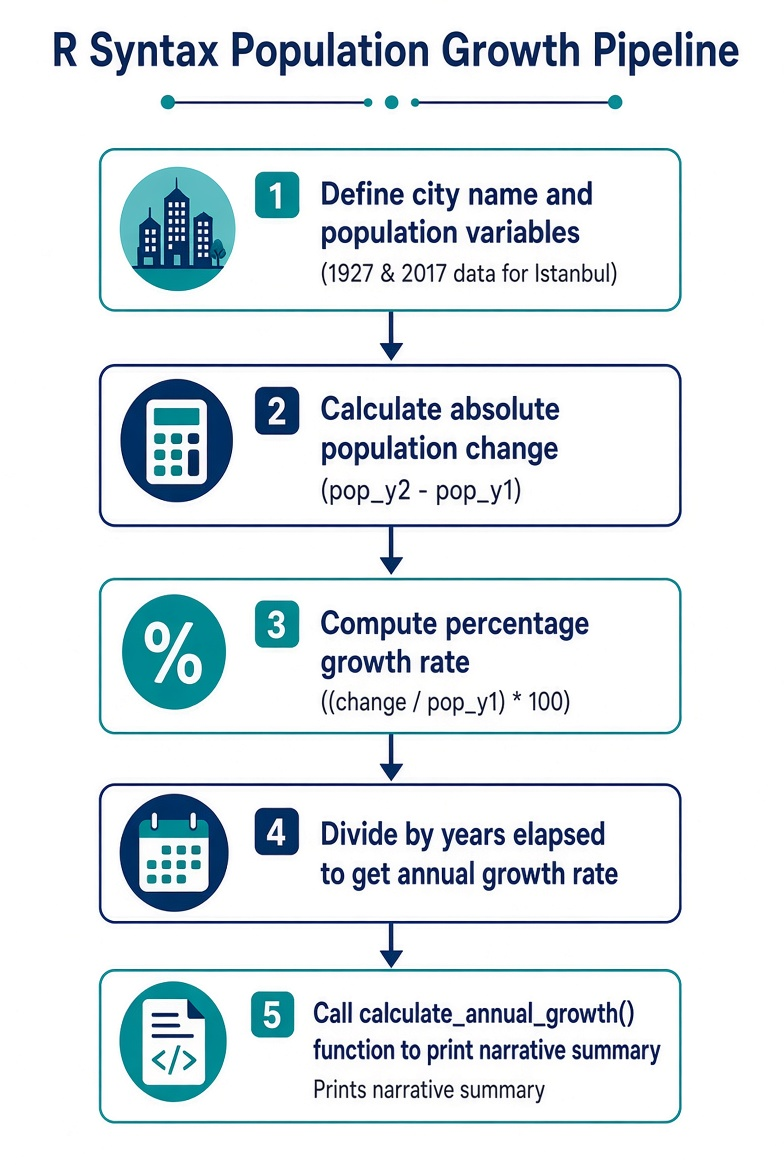 R Syntax Population Growth Pipeline
1
Define city name and
population variables
(1927 & 2017 data for Istanbul)
2
Calculate absolute
population change
(pop_y2 - pop_y1)
%
3
Compute percentage
growth rate
((change / pop_y1) * 100)
4
Divide by years elapsed
to get annual growth rate
</>
5
Call calculate_annual_growth()
function to print narrative summary
Prints narrative summary